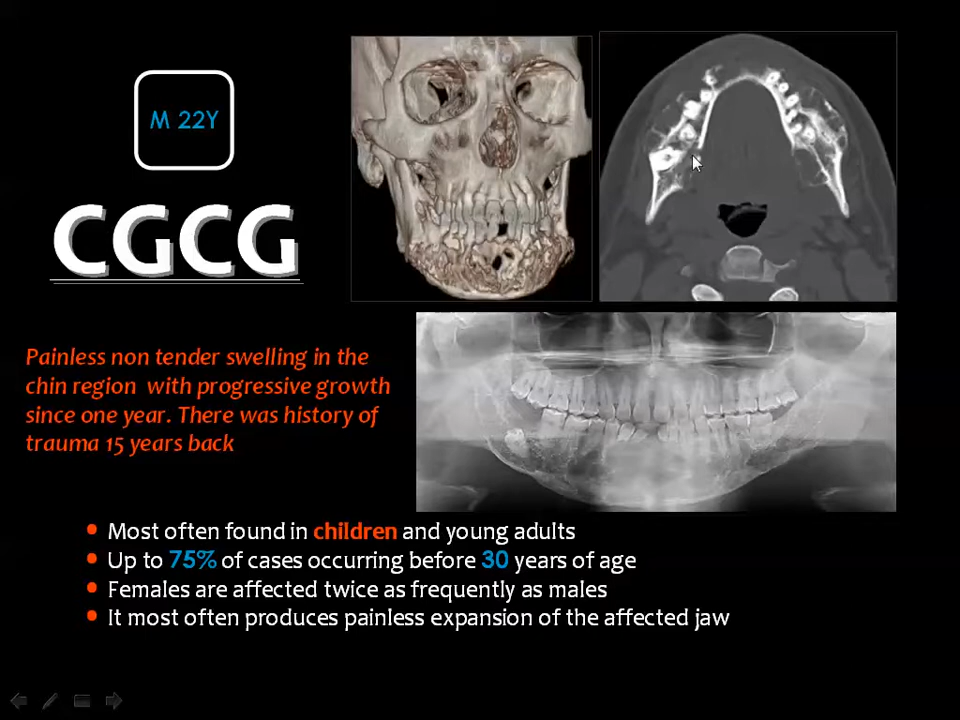 M 22Y
CGCG
Painless non tender swelling in the
chin region with progressive growth
since one year. There was history of
trauma 15 years back
• Most often found in children and young adults
• Up to 75% of cases occurring before 30 years of age
• Females are affected twice as frequently as males
• It most often produces painless expansion of the affected jaw